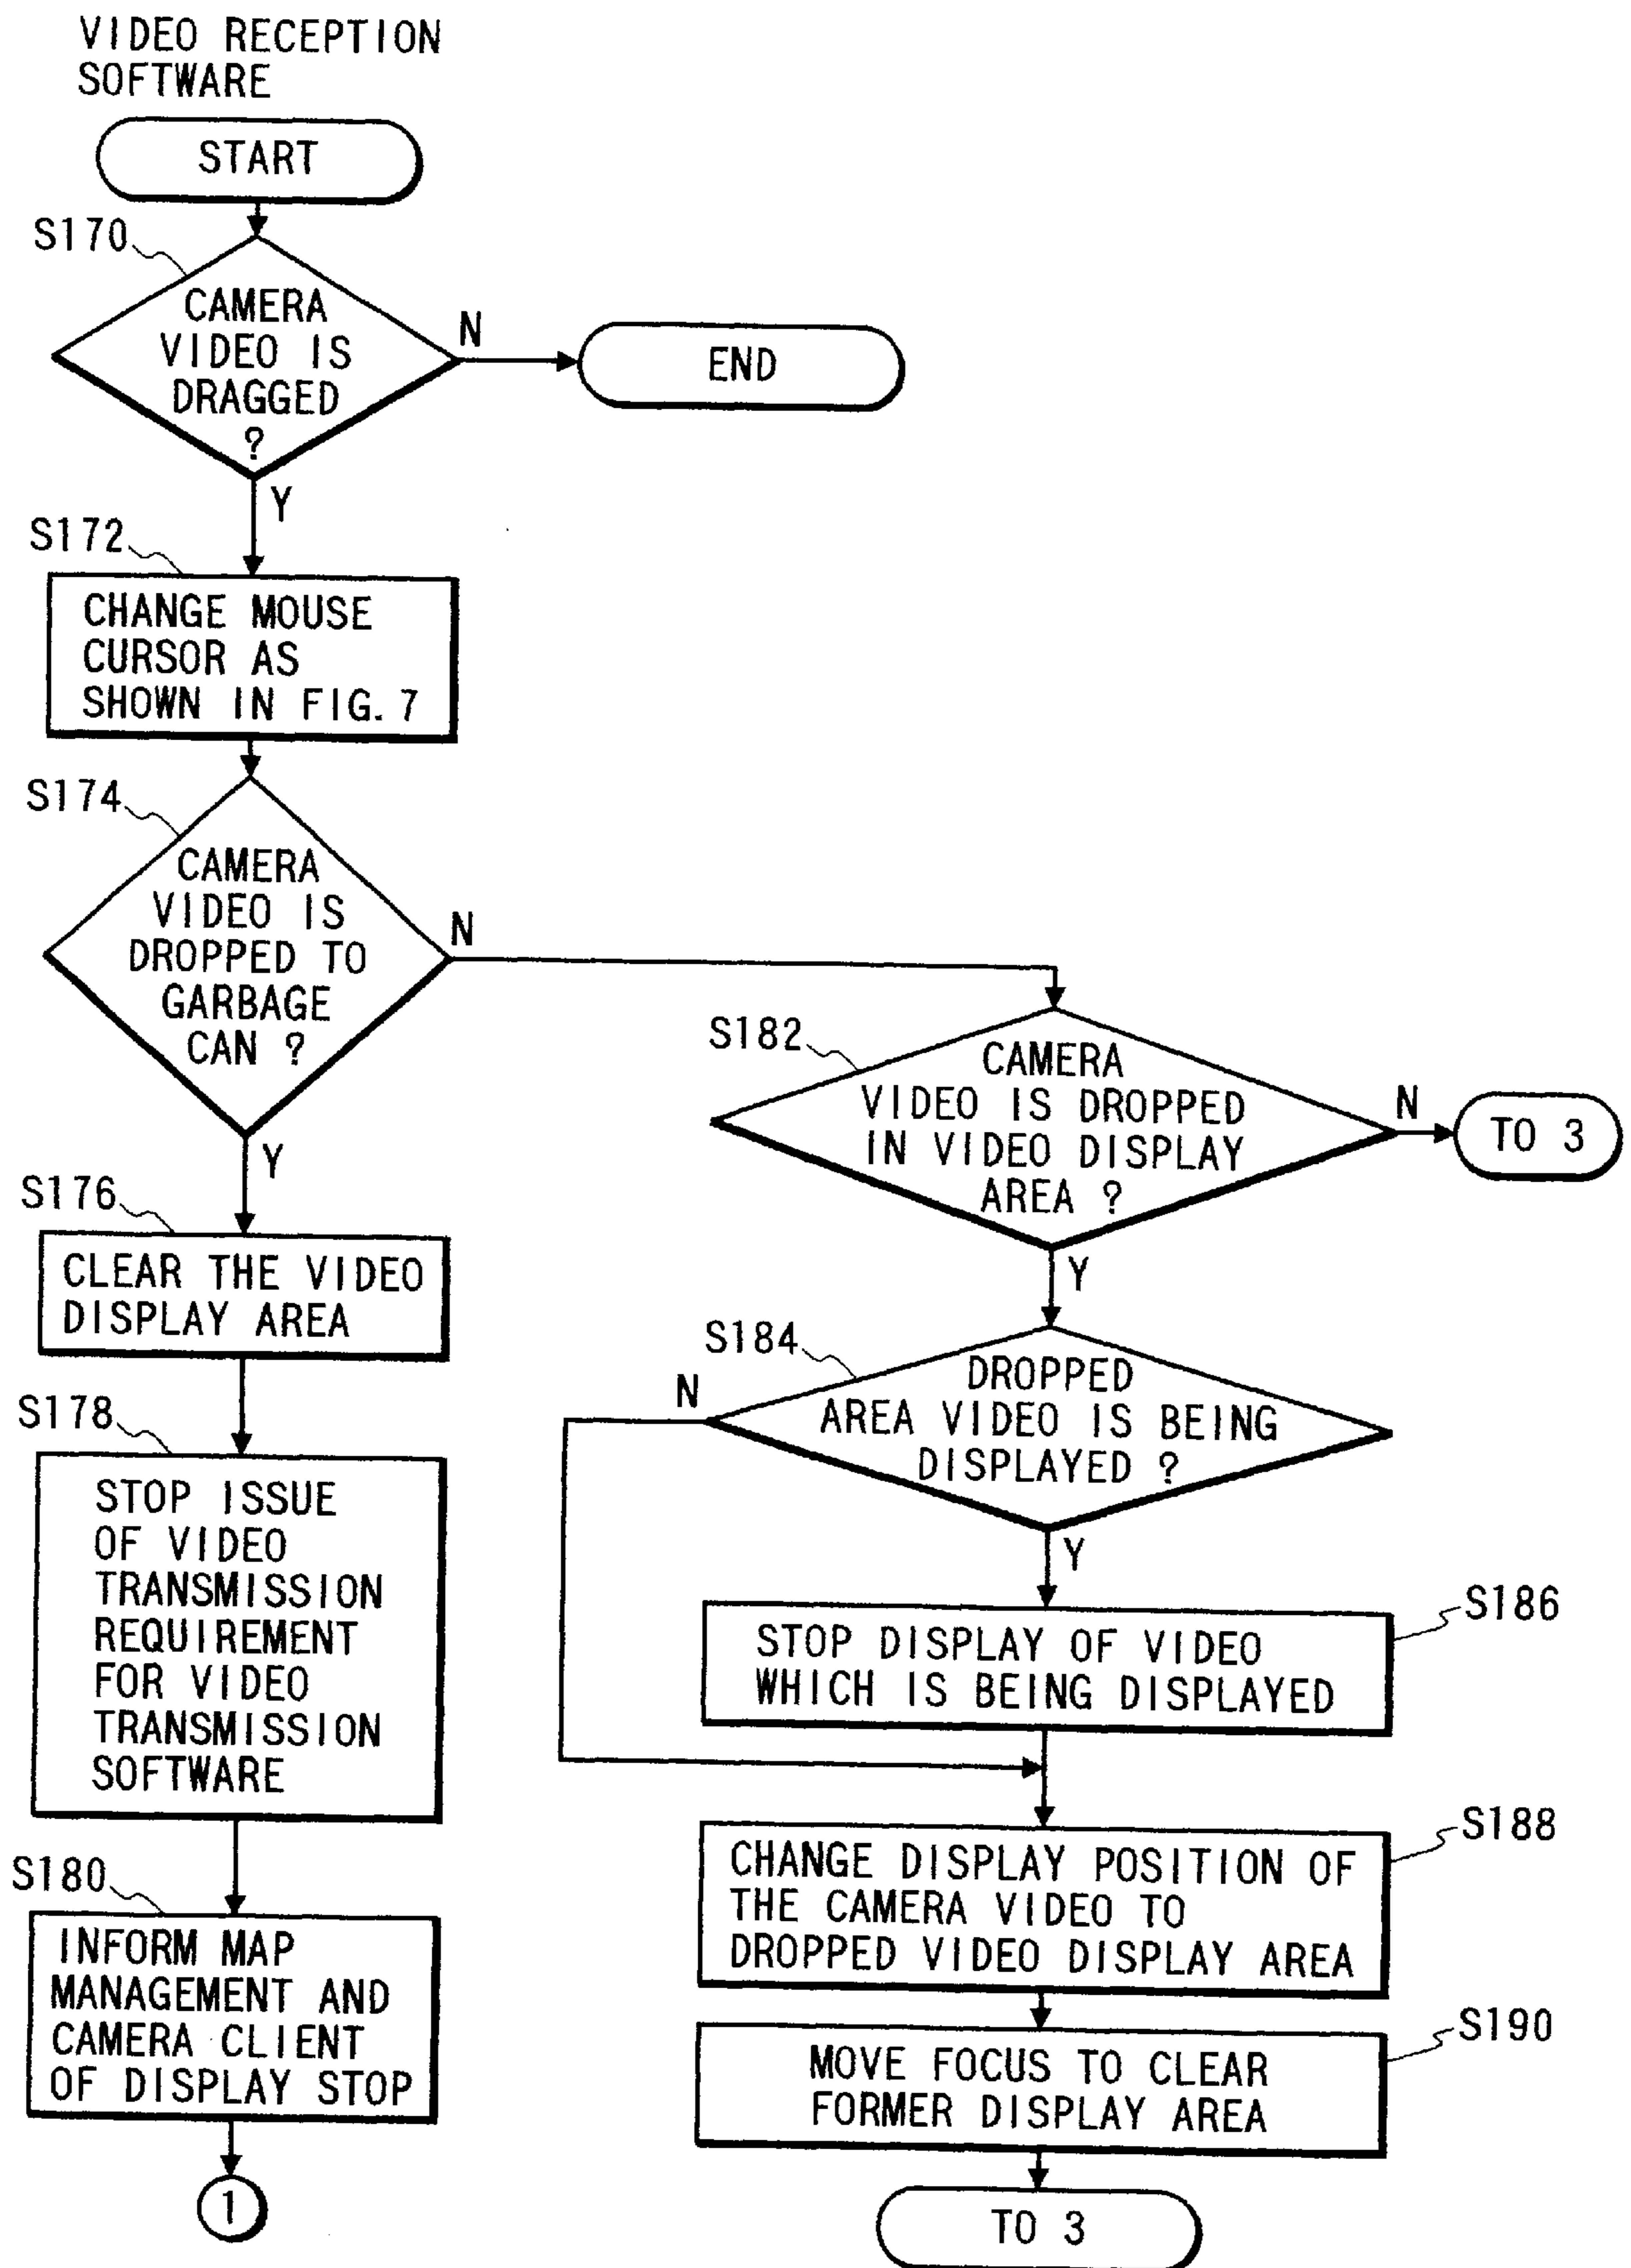 VIDEO RECEPTION
SOFTWARE
START
S170
CAMERA
VIDEO IS
DRAGGED
?
N
END
Y
S172
CHANGE MOUSE
CURSOR AS
SHOWN IN FIG. 7
S174
CAMERA
VIDEO IS
DROPPED TO
GARBAGE
CAN ?
N
Y
S176
CLEAR THE VIDEO
DISPLAY AREA
S178
STOP ISSUE
OF VIDEO
TRANSMISSION
REQUIREMENT
FOR VIDEO
TRANSMISSION
SOFTWARE
S180
INFORM MAP
MANAGEMENT AND
CAMERA CLIENT
OF DISPLAY STOP
1
S182
CAMERA
VIDEO IS DROPPED
IN VIDEO DISPLAY
AREA ?
N
TO 3
Y
S184
DROPPED
AREA VIDEO IS BEING
DISPLAYED ?
N
Y
S186
STOP DISPLAY OF VIDEO
WHICH IS BEING DISPLAYED
S188
CHANGE DISPLAY POSITION OF
THE CAMERA VIDEO TO
DROPPED VIDEO DISPLAY AREA
S190
MOVE FOCUS TO CLEAR
FORMER DISPLAY AREA
TO 3